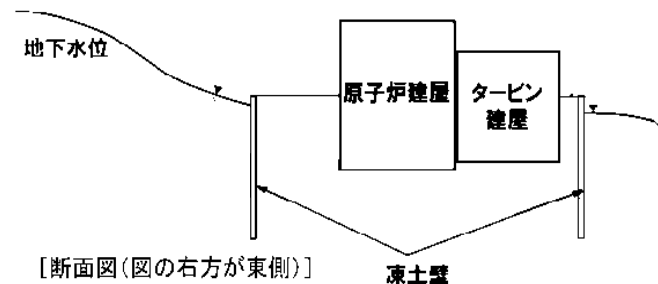 地下水位
原子炉建屋
タービン
建屋
[断面図(図の右方が東側)]
凍土壁